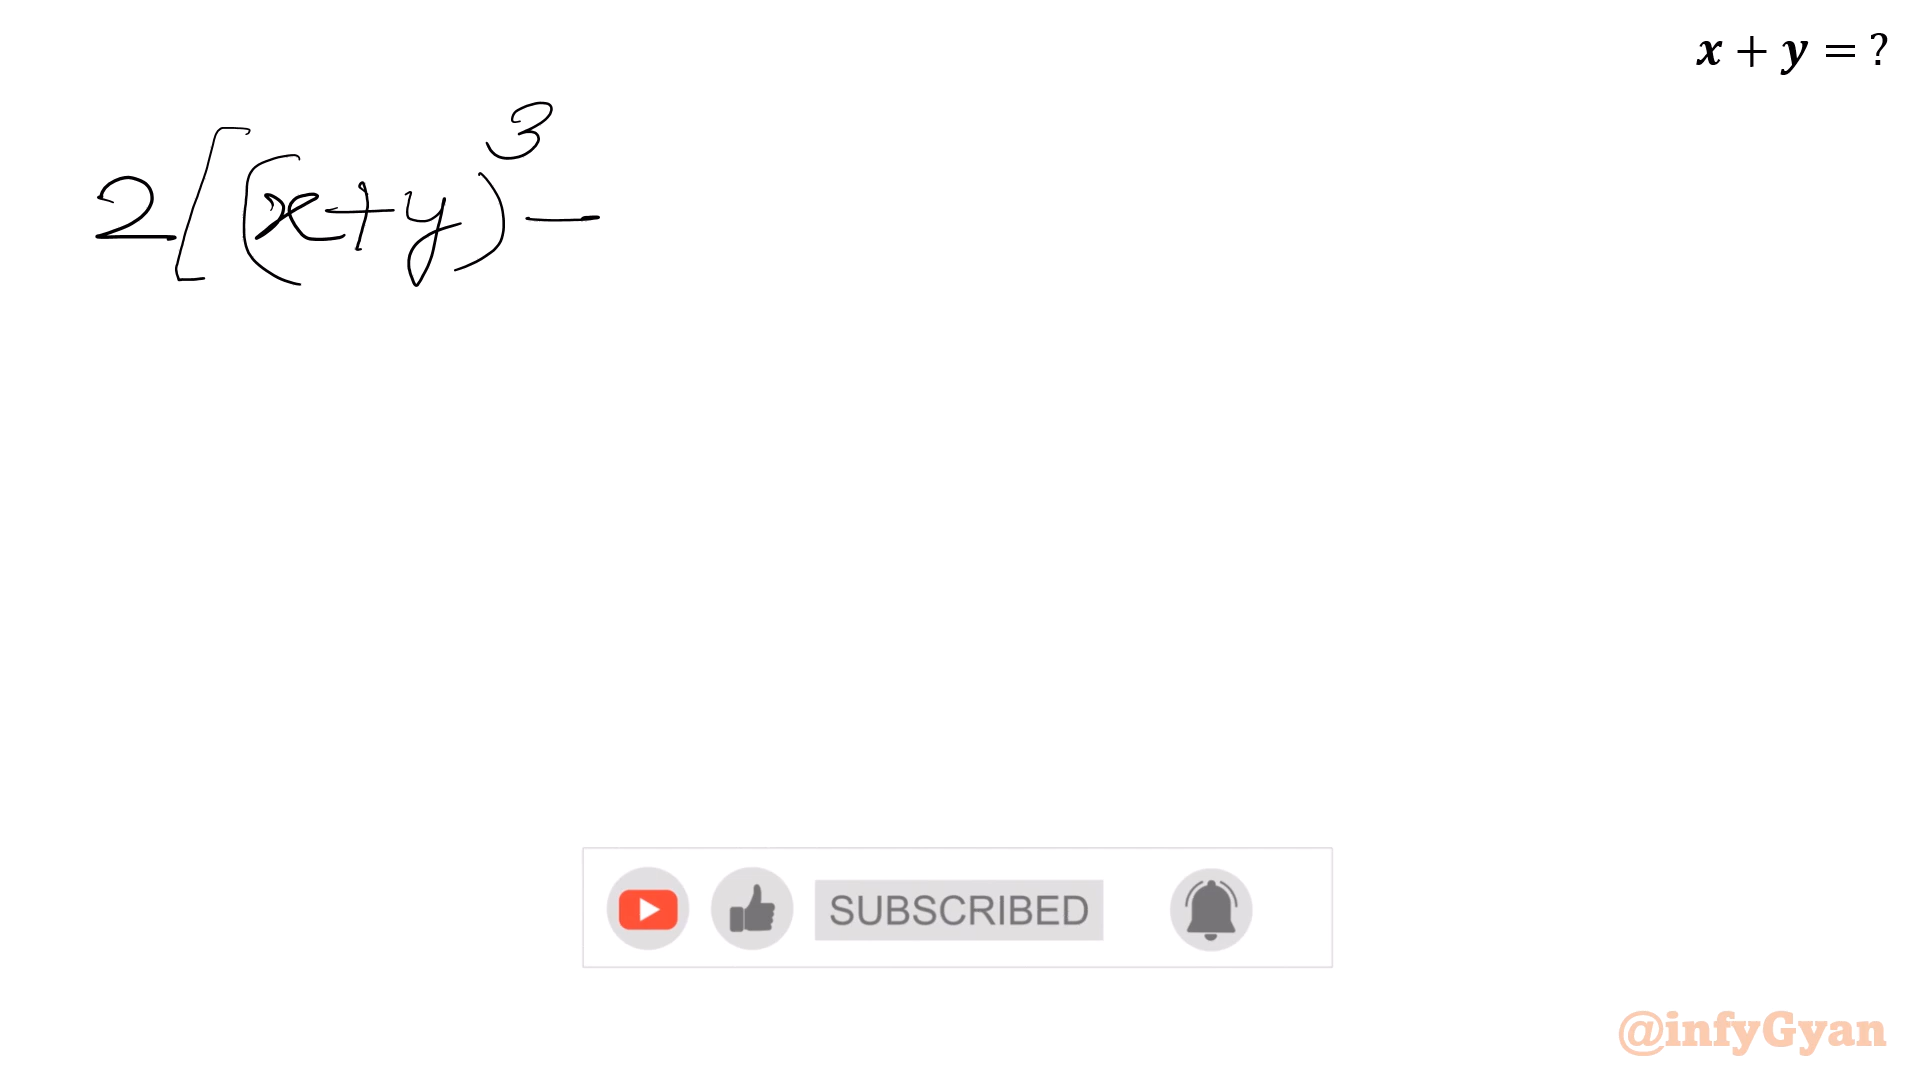 x + y = ?
2[(x+y)³ −
SUBSCRIBED
@infyGyan